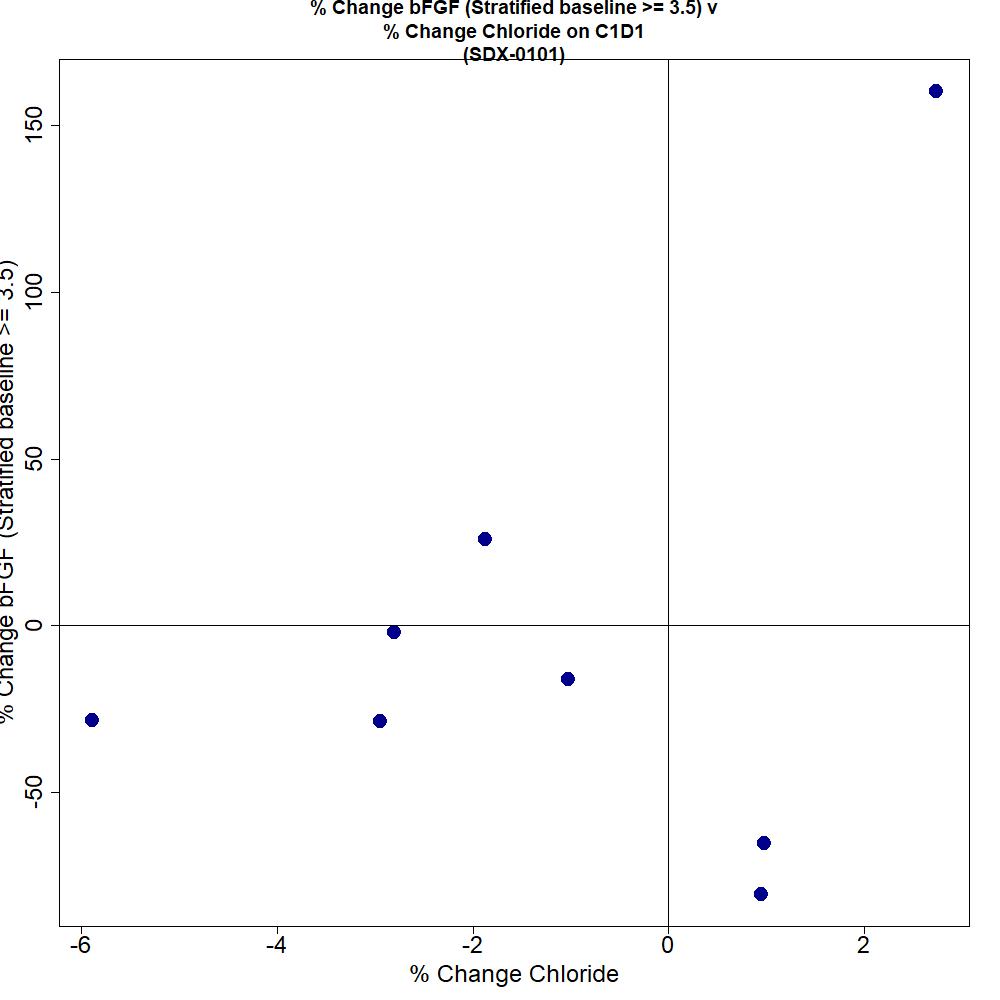 % Change bFGF (Stratified baseline >= 3.5) v
% Change Chloride on C1D1
(SDX-0101)
% Change bFGF (Stratified baseline >= 3.5)
150
100
50
0
-50
-6 -4 -2 0 2
% Change Chloride